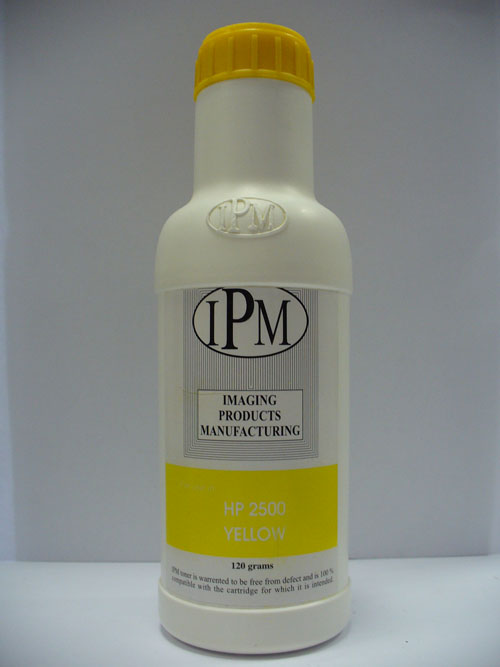 IPM
IPM
IMAGING
PRODUCTS
MANUFACTURING
HP 2500
YELLOW
120 grams
IPM toner is warrented to be free from defect and is 100 %
compatible with the cartridge for which it is intended.